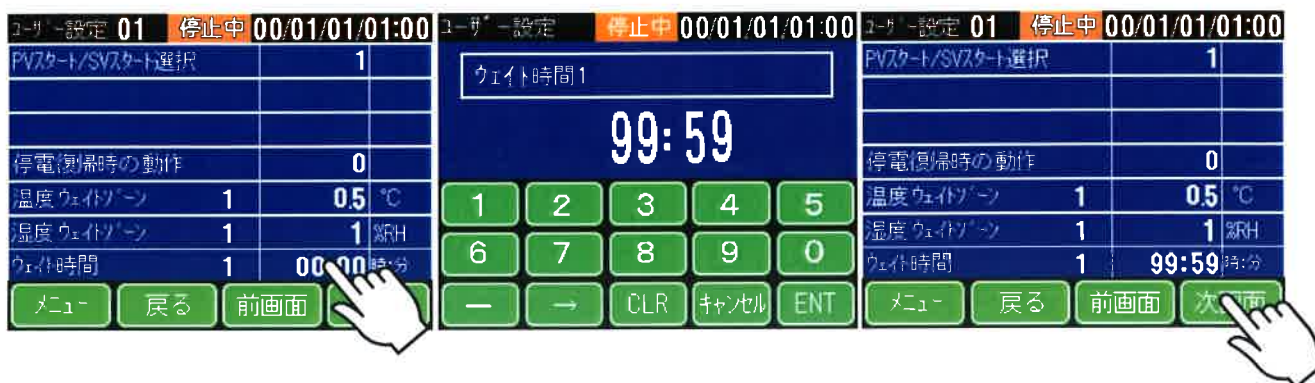 ユーザー設定 01 停止中 00/01/01/01:00
PVスタート/SVスタート選択 1
停電復帰時の動作 0
温度ウェイトゾーン 1 0.5 ℃
湿度ウェイトゾーン 1 1 %RH
ウェイト時間 1 00:00 時:分
メニュー 戻る 前画面
ユーザー設定 停止中 00/01/01/01:00
ウェイト時間1
99:59
1 2 3 4 5
6 7 8 9 0
― → CLR キャンセル ENT
ユーザー設定 01 停止中 00/01/01/01:00
PVスタート/SVスタート選択 1
停電復帰時の動作 0
温度ウェイトゾーン 1 0.5 ℃
湿度ウェイトゾーン 1 1 %RH
ウェイト時間 1 99:59 時:分
メニュー 戻る 前画面 次画面